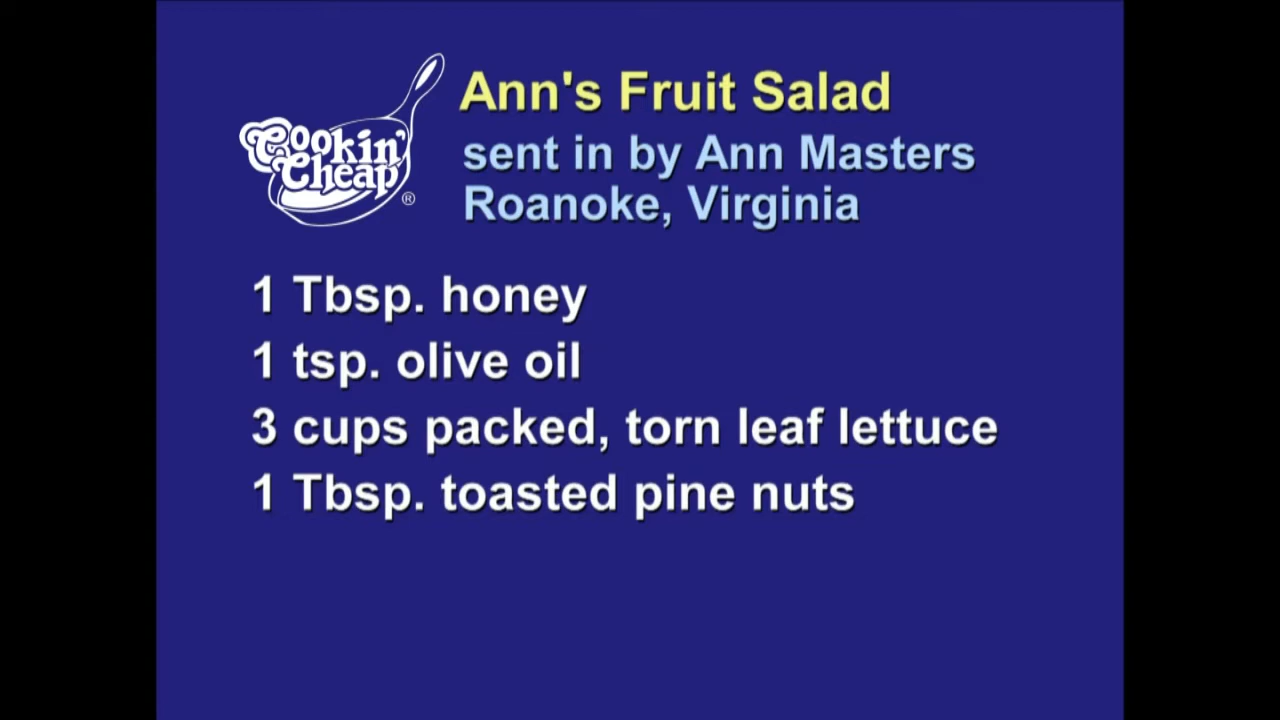 Cookin'
Cheap®
Ann's Fruit Salad
sent in by Ann Masters
Roanoke, Virginia
1 Tbsp. honey
1 tsp. olive oil
3 cups packed, torn leaf lettuce
1 Tbsp. toasted pine nuts